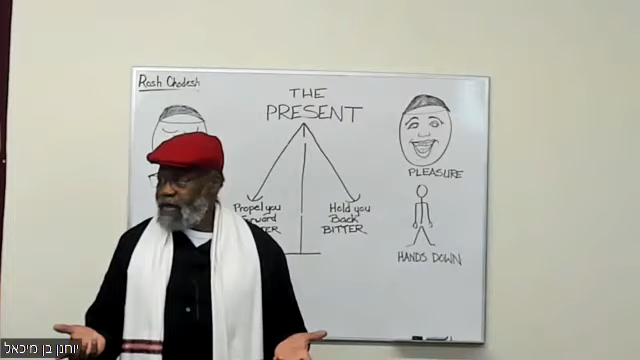 Rosh Chodesh
THE
PRESENT
PLEASURE
Propel you
Forward
Hold you
Back
BITTER
HANDS DOWN
יוחנן בן מיכאל